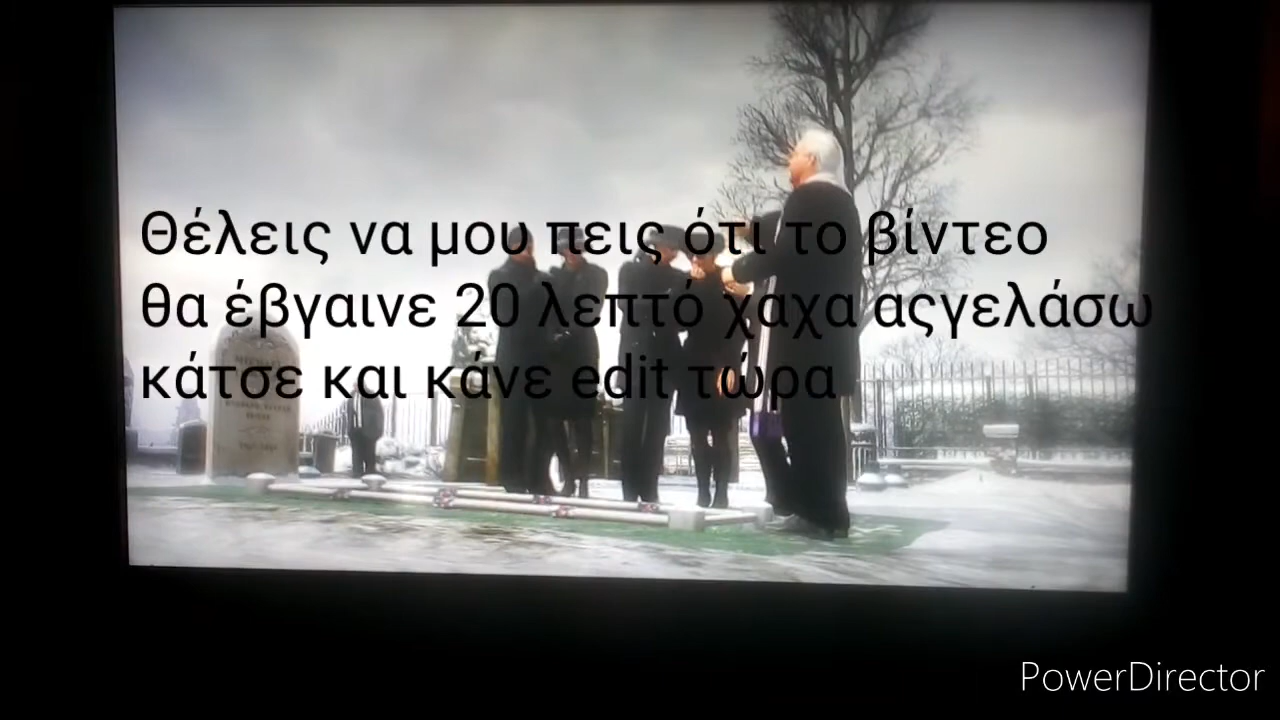 Θέλεις να μου πεις ότι το βίντεο
θα έβγαινε 20 λεπτό χαχα αςγελάσω
κάτσε και κάνε edit τώρα
PowerDirector